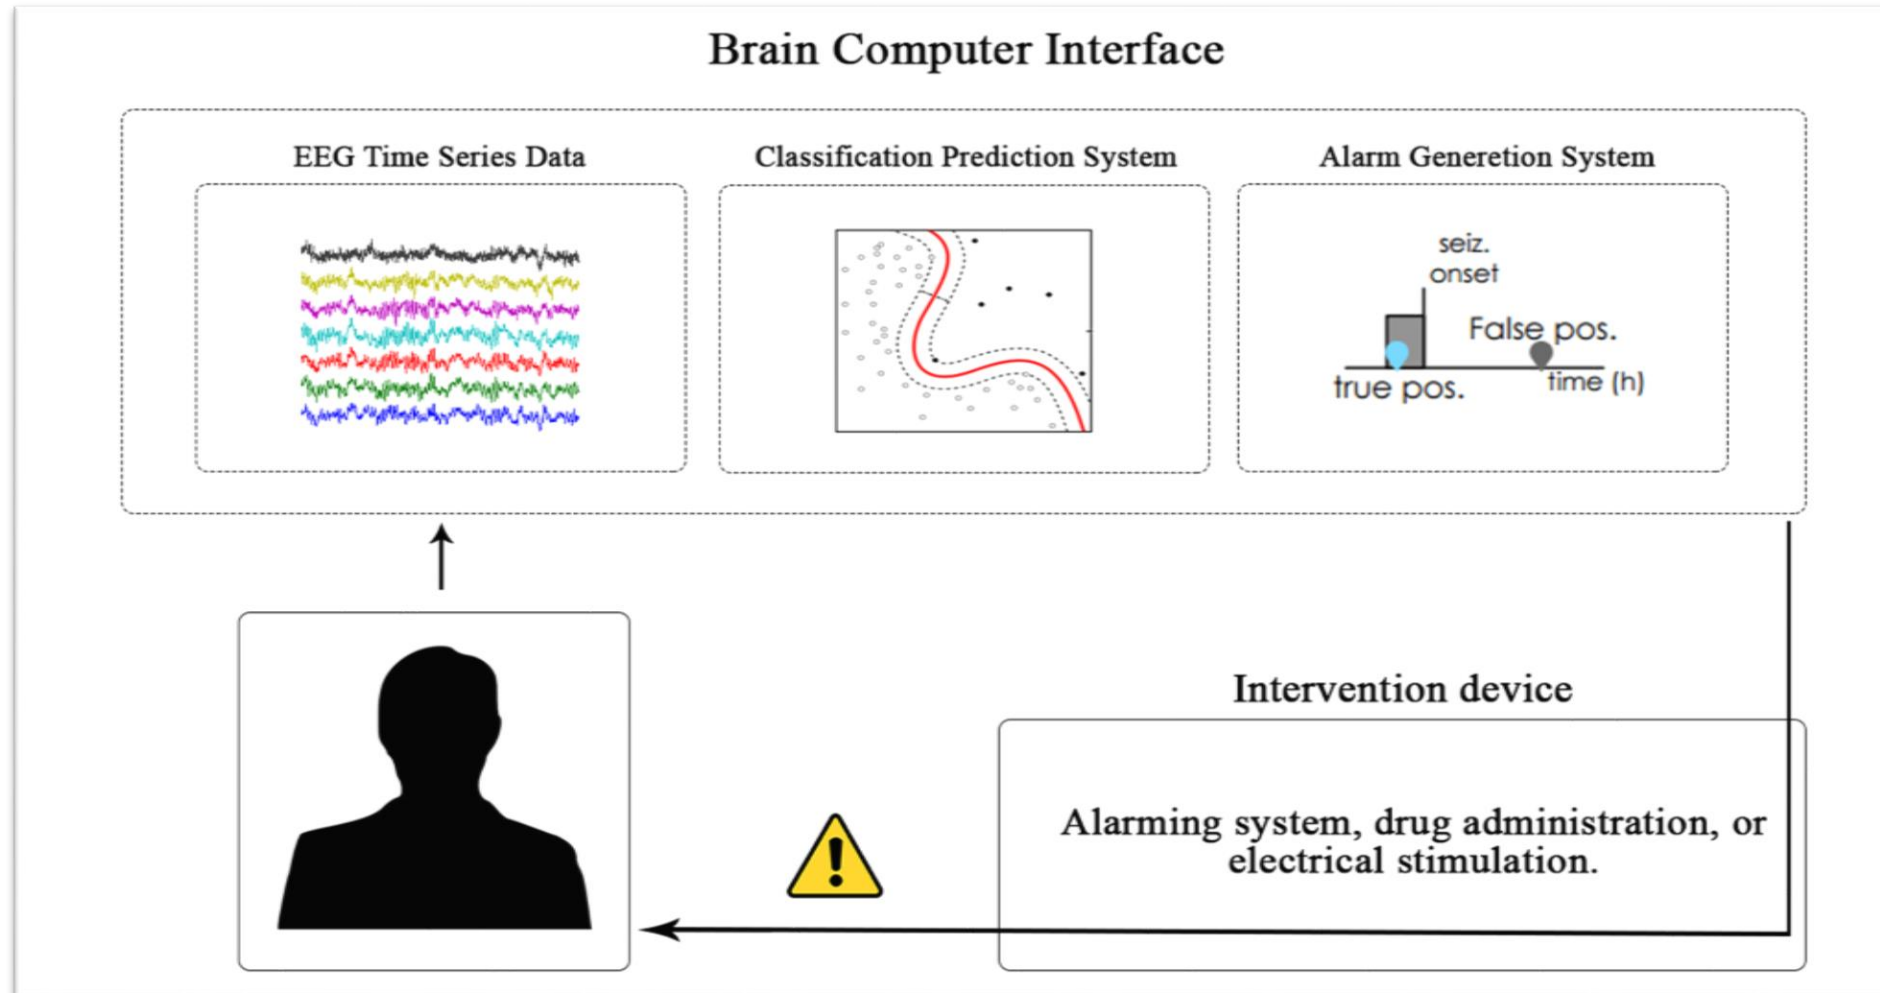 Brain Computer Interface
EEG Time Series Data
Classification Prediction System
Alarm Generetion System
seiz.
onset
False pos.
true pos.
time (h)
Intervention device
Alarming system, drug administration, or
electrical stimulation.